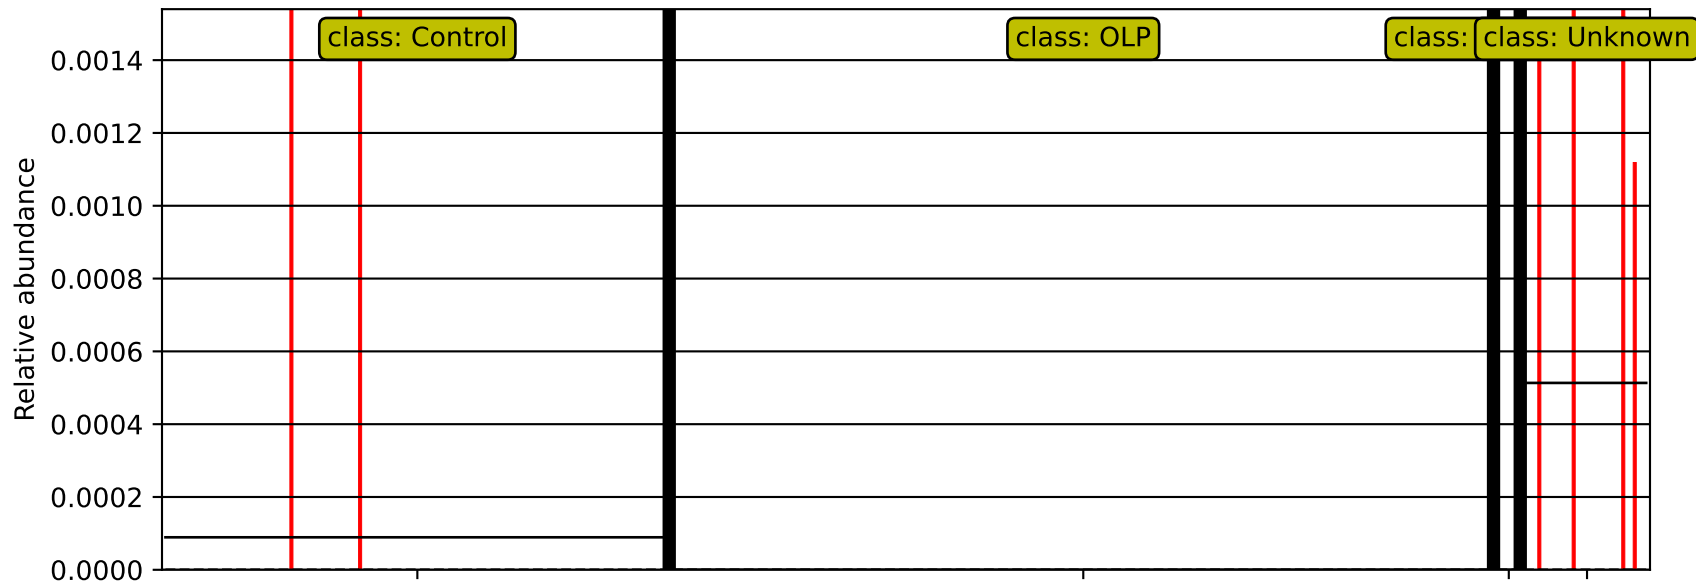 class: Control
class: OLP
class:
class: Unknown
0.0014
0.0012
0.0010
0.0008
0.0006
0.0004
0.0002
0.0000
Relative abundance